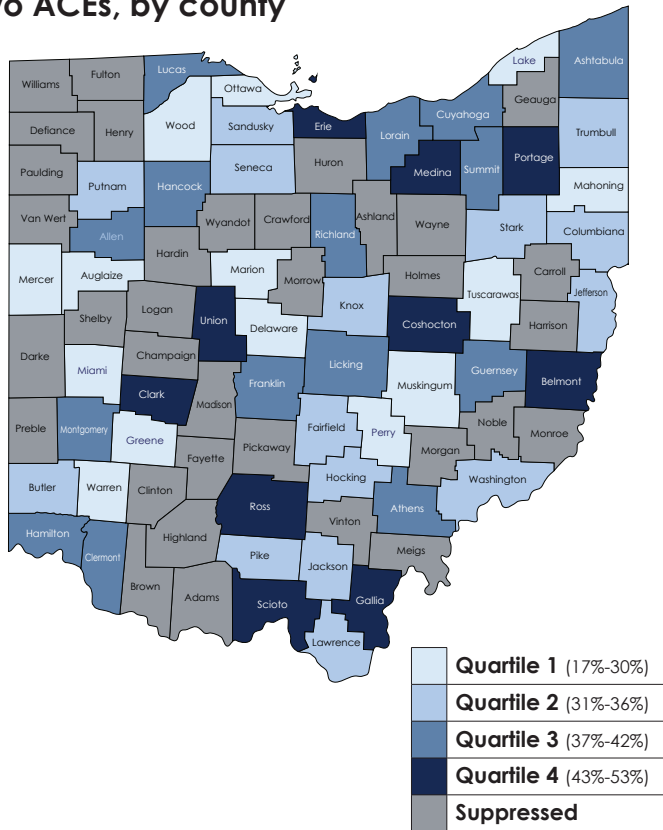 o ACEs, by county
Williams
Fulton
Lucas
Ottawa
Lake
Ashtabula
Geauga
Defiance
Henry
Wood
Sandusky
Erie
Lorain
Cuyahoga
Trumbull
Paulding
Putnam
Hancock
Seneca
Huron
Medina
Summit
Portage
Mahoning
Van Wert
Allen
Wyandot
Crawford
Richland
Ashland
Wayne
Stark
Columbiana
Mercer
Auglaize
Hardin
Marion
Morrow
Holmes
Tuscarawas
Carroll
Jefferson
Shelby
Logan
Union
Delaware
Knox
Coshocton
Harrison
Darke
Miami
Champaign
Clark
Madison
Franklin
Licking
Muskingum
Guernsey
Belmont
Preble
Montgomery
Greene
Fayette
Pickaway
Fairfield
Perry
Morgan
Noble
Monroe
Butler
Warren
Clinton
Ross
Hocking
Athens
Washington
Hamilton
Clermont
Highland
Vinton
Meigs
Brown
Adams
Pike
Jackson
Scioto
Gallia
Lawrence
Quartile 1 (17%-30%)
Quartile 2 (31%-36%)
Quartile 3 (37%-42%)
Quartile 4 (43%-53%)
Suppressed